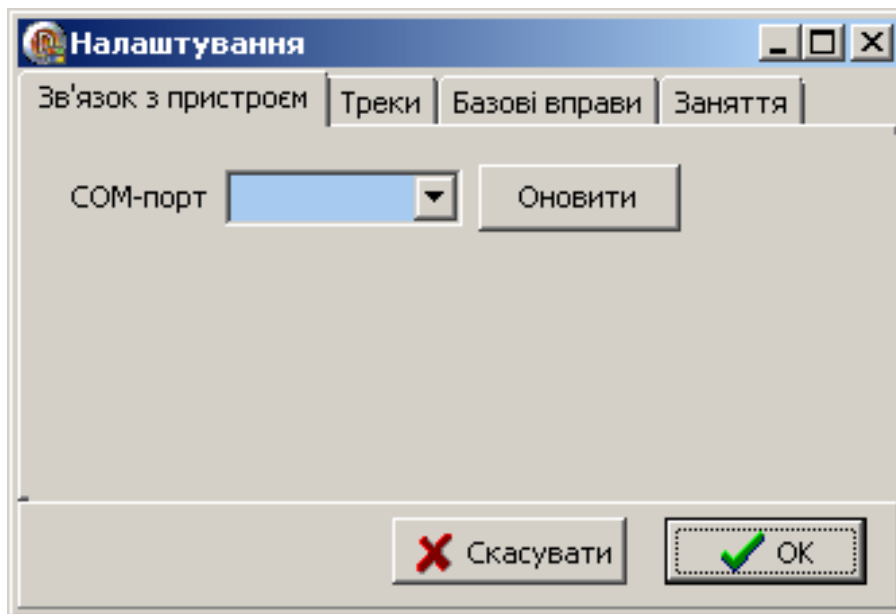 Налаштування
Зв'язок з пристроєм Треки Базові вправи Заняття
COM-порт Оновити
Скасувати OK